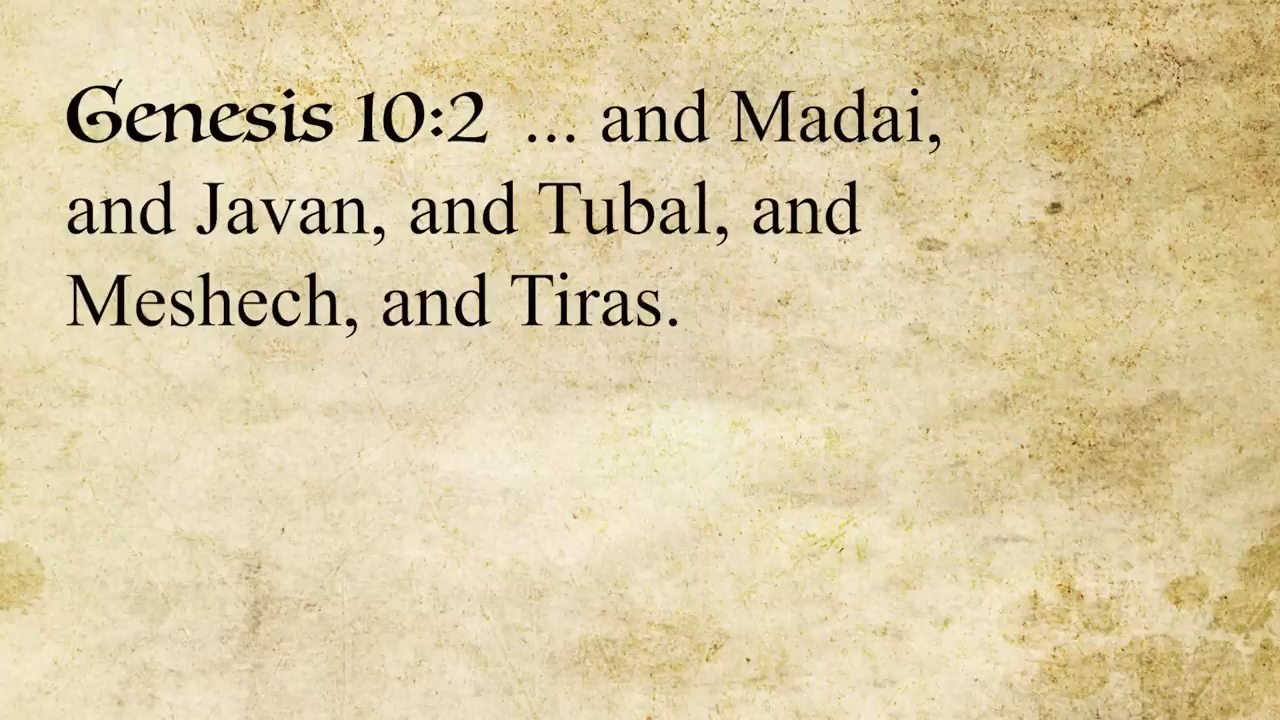 Genesis 10:2 ... and Madai,
and Javan, and Tubal, and
Meshech, and Tiras.